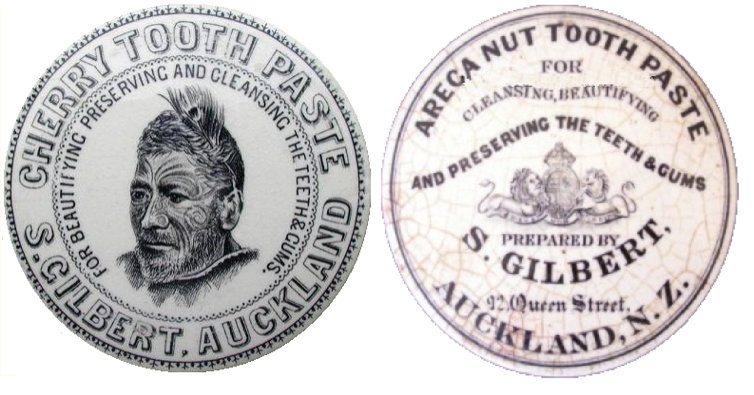 CHERRY TOOTH PASTE
FOR BEAUTIFYING PRESERVING AND CLEANSING THE TEETH & GUMS.
S. GILBERT, AUCKLAND
ARECA NUT TOOTH PASTE
FOR
CLEANSING, BEAUTIFYING
AND PRESERVING THE TEETH & GUMS
PREPARED BY
S. GILBERT,
92. Queen Street.
AUCKLAND, N. Z.